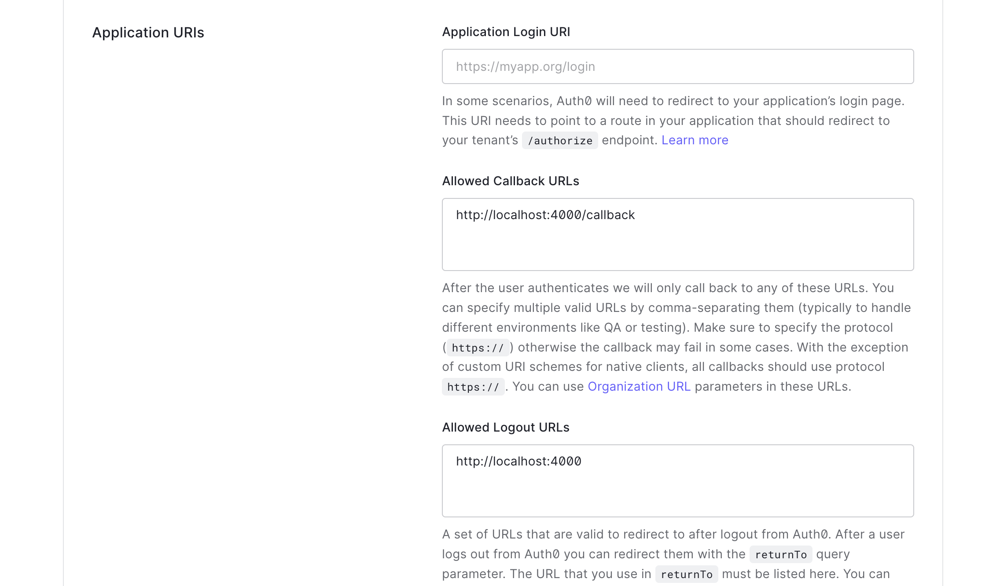 Application URIs
Application Login URI
https://myapp.org/login
In some scenarios, Auth0 will need to redirect to your application’s login page.
This URI needs to point to a route in your application that should redirect to
your tenant’s /authorize endpoint. Learn more
Allowed Callback URLs
http://localhost:4000/callback
After the user authenticates we will only call back to any of these URLs. You
can specify multiple valid URLs by comma-separating them (typically to handle
different environments like QA or testing). Make sure to specify the protocol
( https:// ) otherwise the callback may fail in some cases. With the exception
of custom URI schemes for native clients, all callbacks should use protocol
https:// . You can use Organization URL parameters in these URLs.
Allowed Logout URLs
http://localhost:4000
A set of URLs that are valid to redirect to after logout from Auth0. After a user
logs out from Auth0 you can redirect them with the returnTo query
parameter. The URL that you use in returnTo must be listed here. You can